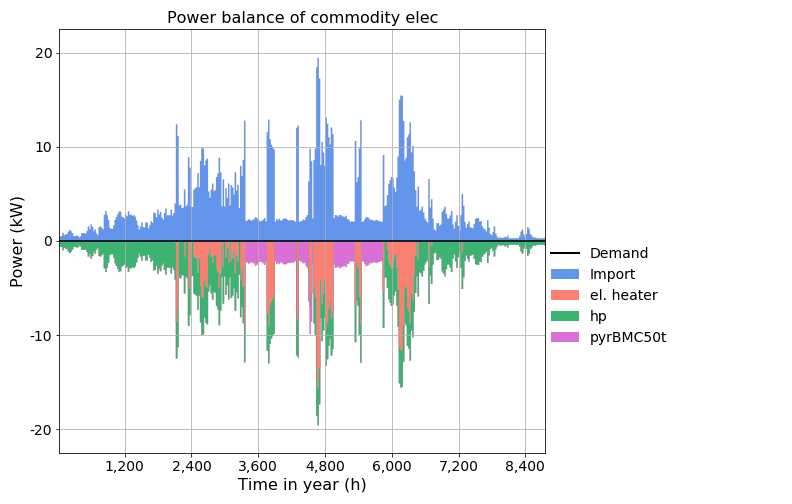 Power balance of commodity elec
Power (kW)
20
10
0
-10
-20
1,200 2,400 3,600 4,800 6,000 7,200 8,400
Time in year (h)
Demand
Import
el. heater
hp
pyrBMC50t